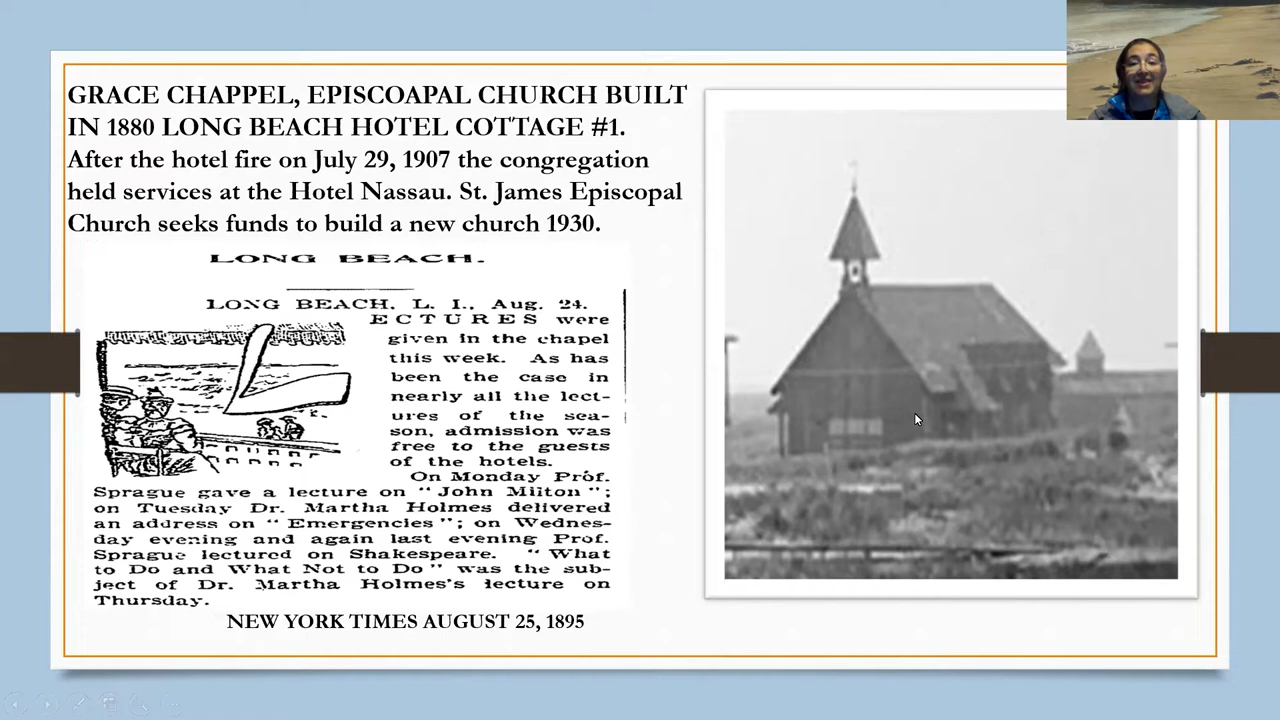 GRACE CHAPPEL, EPISCOAPAL CHURCH BUILT
IN 1880 LONG BEACH HOTEL COTTAGE #1.
After the hotel fire on July 29, 1907 the congregation
held services at the Hotel Nassau. St. James Episcopal
Church seeks funds to build a new church 1930.
LONG BEACH.
LONG BEACH, L. I., Aug. 24.
LECTURES were
given in the chapel
this week. As has
been the case in
nearly all the lect-
ures of the sea-
son, admission was
free to the guests
of the hotels.
On Monday Prof.
Sprague gave a lecture on "John Milton";
on Tuesday Dr. Martha Holmes delivered
an address on "Emergencies"; on Wednes-
day evening and again last evening Prof.
Sprague lectured on Shakespeare. "What
to Do and What Not to Do" was the sub-
ject of Dr. Martha Holmes's lecture on
Thursday.
NEW YORK TIMES AUGUST 25, 1895